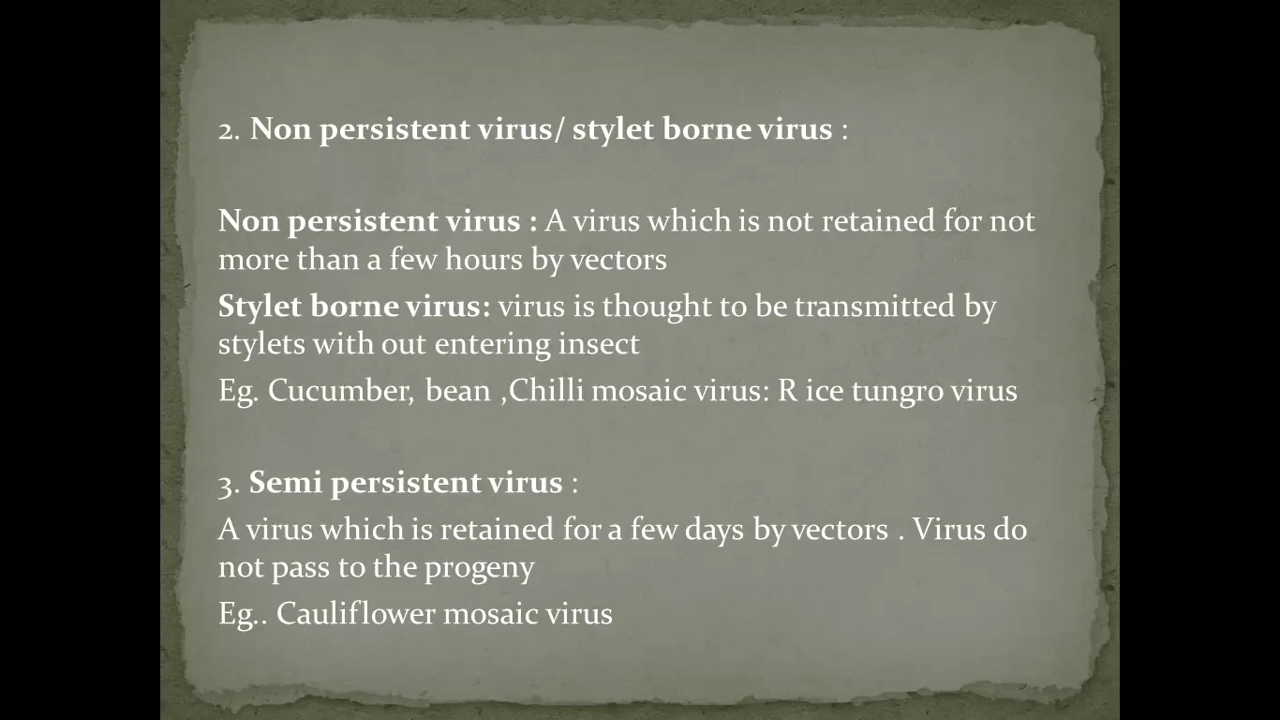 2. Non persistent virus/ stylet borne virus :
Non persistent virus : A virus which is not retained for not
more than a few hours by vectors
Stylet borne virus: virus is thought to be transmitted by
stylets with out entering insect
Eg. Cucumber, bean ,Chilli mosaic virus: R ice tungro virus
3. Semi persistent virus :
A virus which is retained for a few days by vectors . Virus do
not pass to the progeny
Eg.. Cauliflower mosaic virus